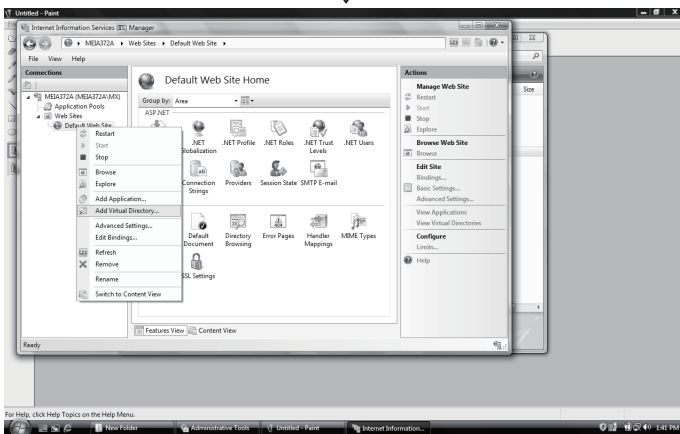 Untitled - Paint
Internet Information Services (IIS) Manager
MEIA372A
Web Sites
Default Web Site
File
View
Help
Connections
MEIA372A (MEIA372A\MX)
Application Pools
Web Sites
Default Web Site
Restart
Start
Stop
Browse
Explore
Add Application...
Add Virtual Directory...
Advanced Settings...
Edit Bindings...
Refresh
Remove
Rename
Switch to Content View
Default Web Site Home
Group by: Area
ASP.NET
.NET
Globalization
.NET Profile
.NET Roles
.NET Trust
Levels
.NET Users
Connection
Strings
Providers
Session State
SMTP E-mail
Default
Document
Directory
Browsing
Error Pages
Handler
Mappings
MIME Types
SSL Settings
Features View
Content View
Actions
Manage Web Site
Restart
Start
Stop
Explore
Browse Web Site
Browse
Edit Site
Bindings...
Basic Settings...
Advanced Settings...
View Applications
View Virtual Directories
Configure
Limits...
Help
Size
Ready
For Help, click Help Topics on the Help Menu.
New Folder
Administrative Tools
Untitled - Paint
Internet Information...
1:41 PM